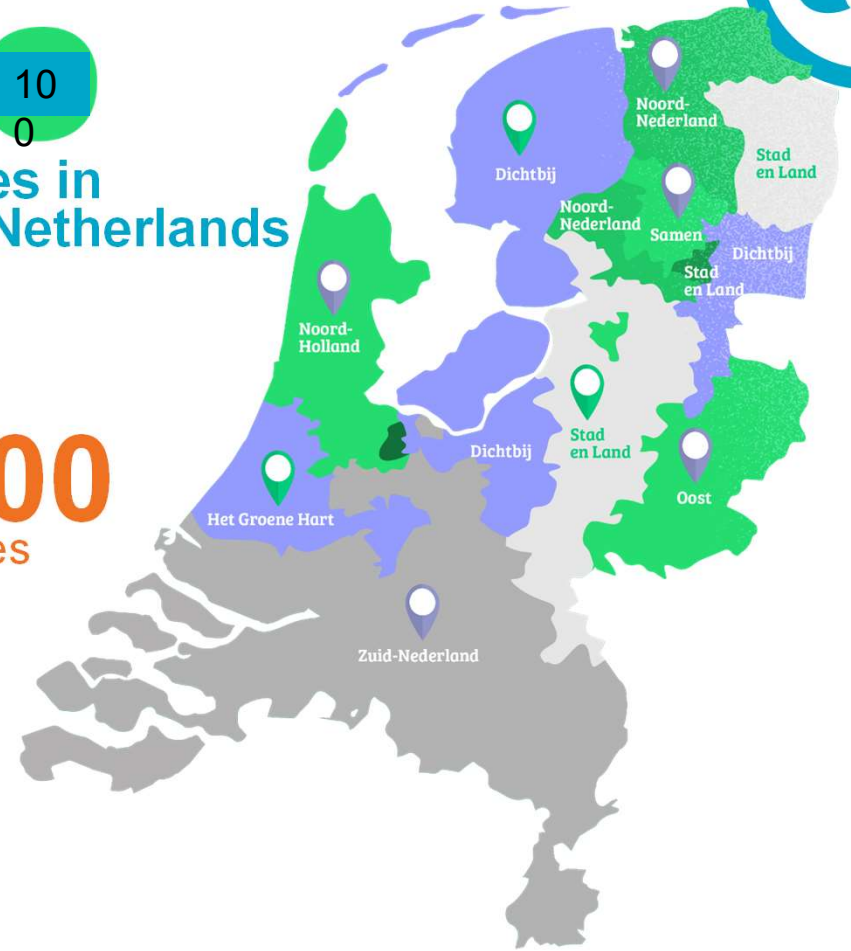 10
0
es in
Netherlands
00
es
Noord-
Nederland
Dichtbij
Stad
en Land
Noord-
Nederland
Samen
Dichtbij
Stad
en Land
Noord-
Holland
Dichtbij
Stad
en Land
Oost
Het Groene Hart
Zuid-Nederland